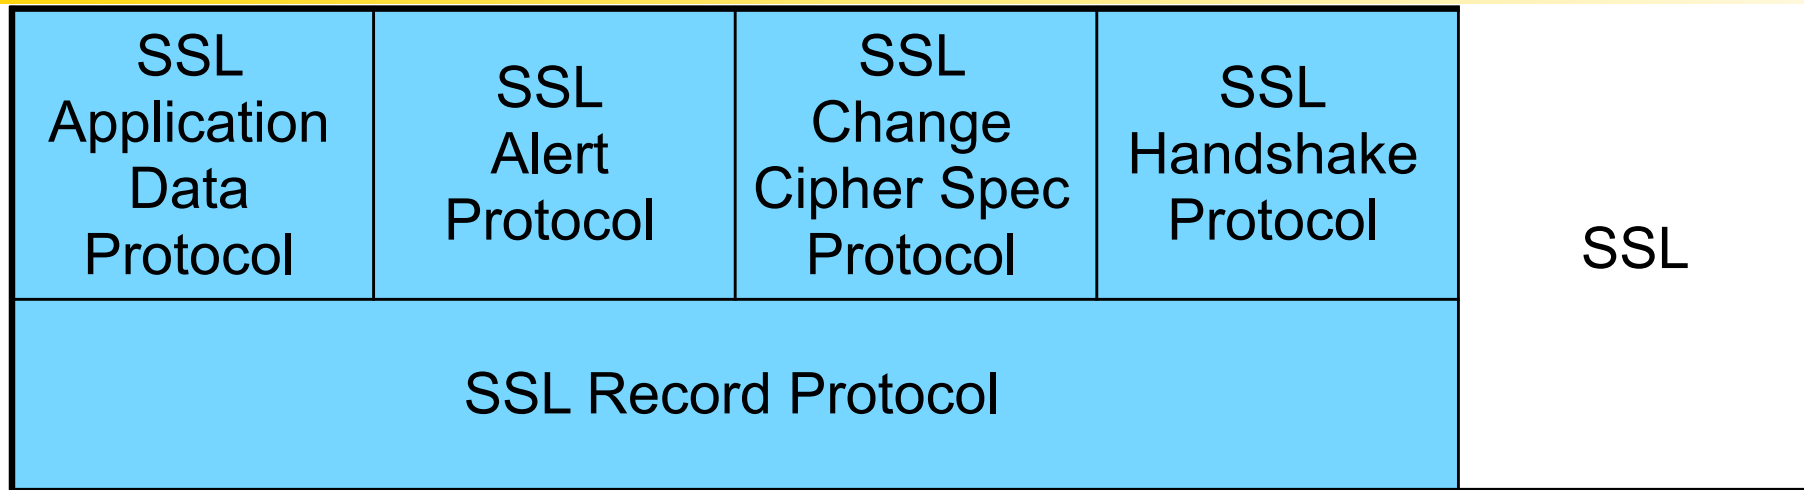 SSL
Application
Data
Protocol
SSL
Alert
Protocol
SSL
Change
Cipher Spec
Protocol
SSL
Handshake
Protocol
SSL
SSL Record Protocol